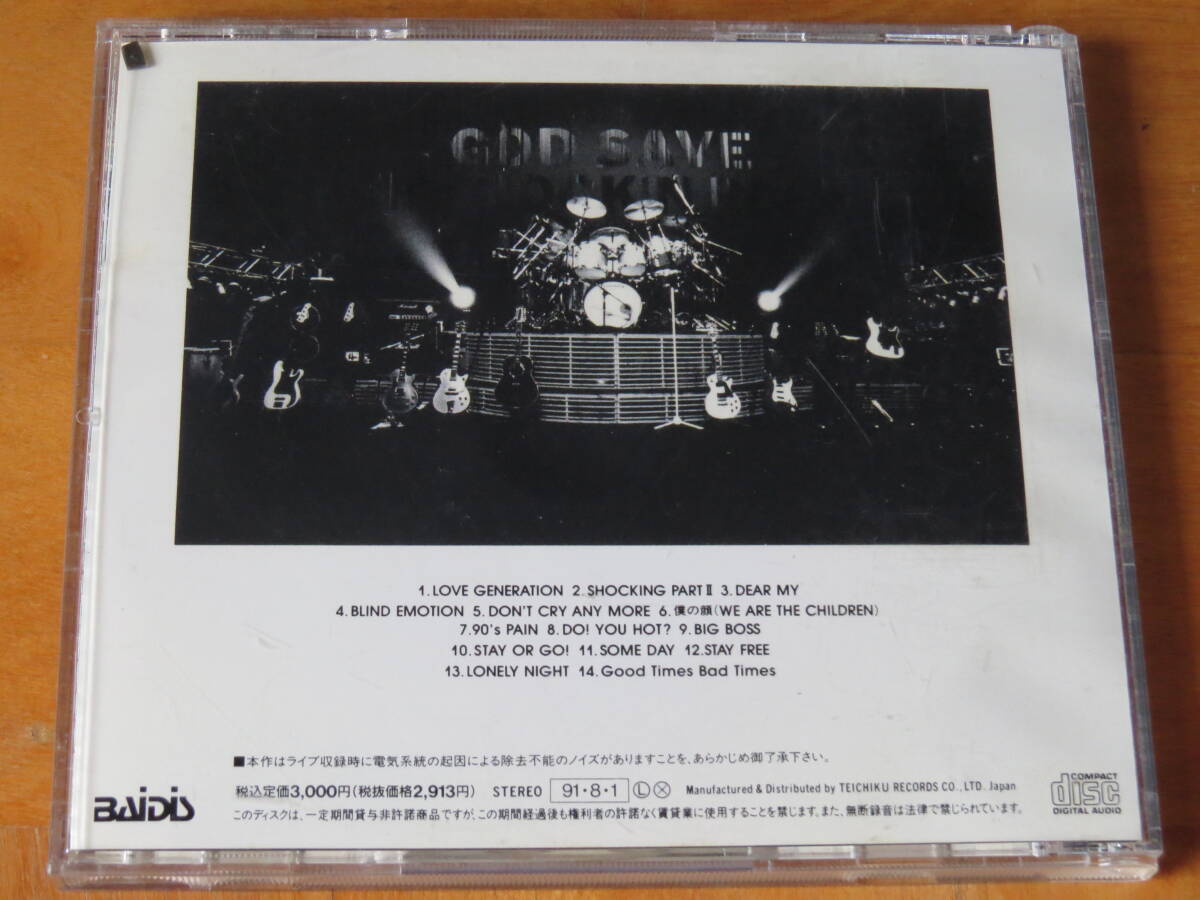 GOD SAVE
1.LOVE GENERATION 2.SHOCKING PARTⅡ 3.DEAR MY
4.BLIND EMOTION 5.DON'T CRY ANY MORE 6.僕の顔(WE ARE THE CHILDREN)
7.90's PAIN 8.DO! YOU HOT? 9.BIG BOSS
10.STAY OR GO! 11.SOME DAY 12.STAY FREE
13.LONELY NIGHT 14.Good Times Bad Times
■本作はライブ収録時に電気系統の起因による除去不能のノイズがありますことを、あらかじめ御了承下さい。
BAiDiS
税込定価3,000円(税抜価格2,913円) STEREO 91・8・1 Ⓛ Manufactured & Distributed by TEICHIKU RECORDS CO., LTD. Japan
このディスクは、一定期間貸与非許諾商品ですが、この期間経過後も権利者の許諾なく賃貸業に使用することを禁じます。また、無断録音は法律で禁じられています。
COMPACT
disc
DIGITAL AUDIO